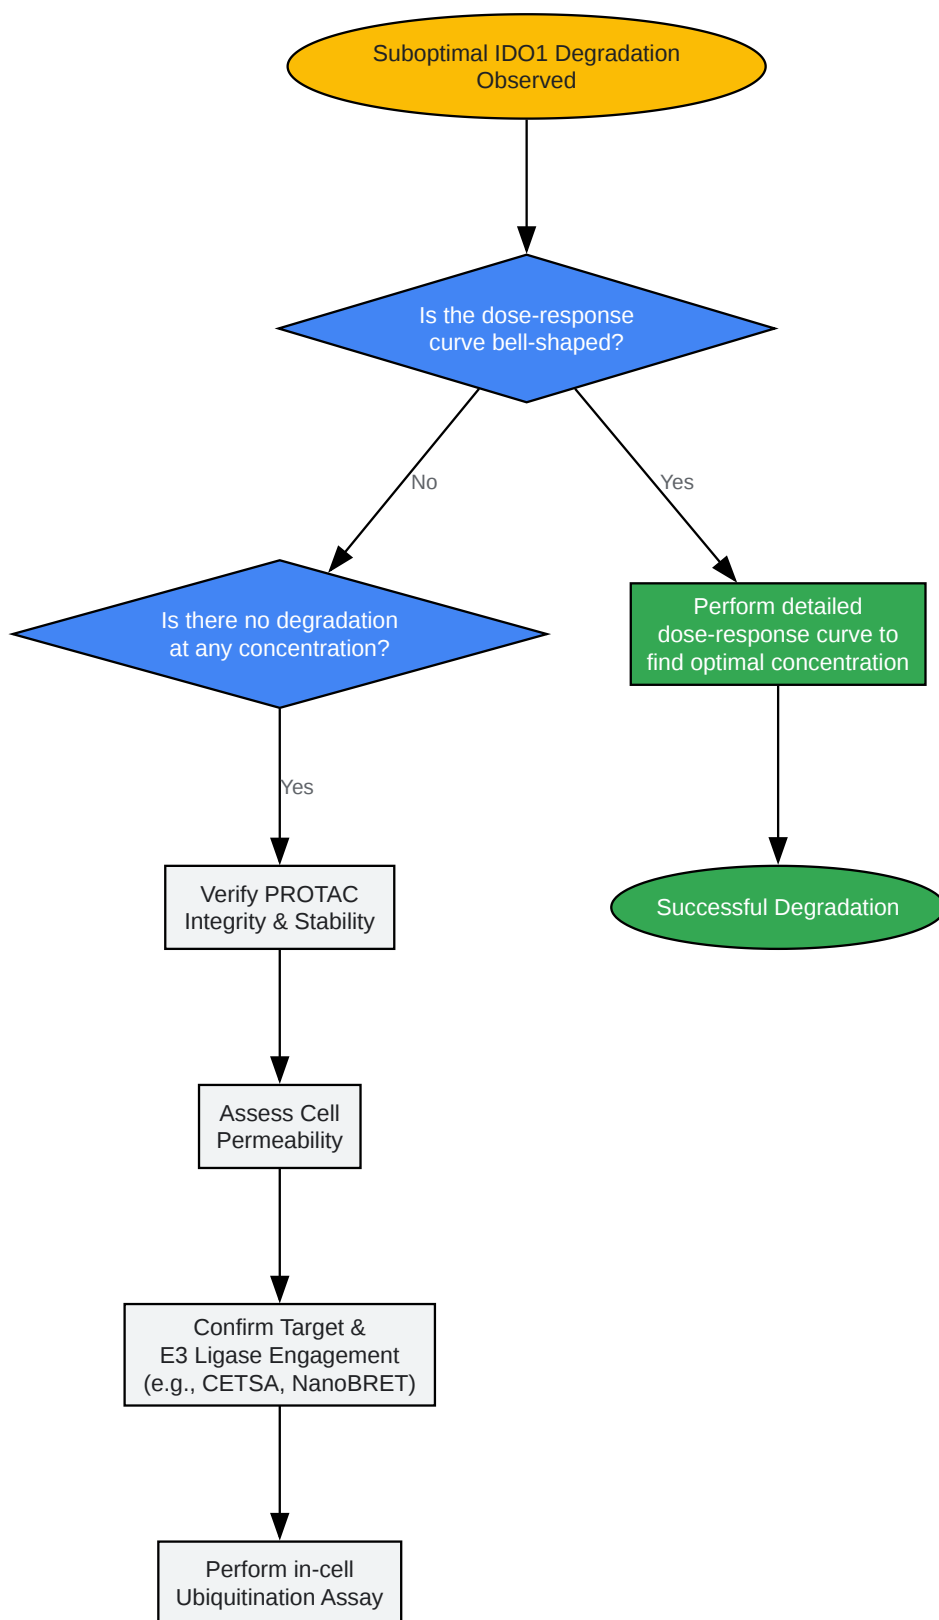 Suboptimal IDO1 Degradation
Observed
Is the dose-response
curve bell-shaped?
No
Yes
Is there no degradation
at any concentration?
Perform detailed
dose-response curve to
find optimal concentration
Yes
Verify PROTAC
Integrity & Stability
Successful Degradation
Assess Cell
Permeability
Confirm Target &
E3 Ligase Engagement
(e.g., CETSA, NanoBRET)
Perform in-cell
Ubiquitination Assay